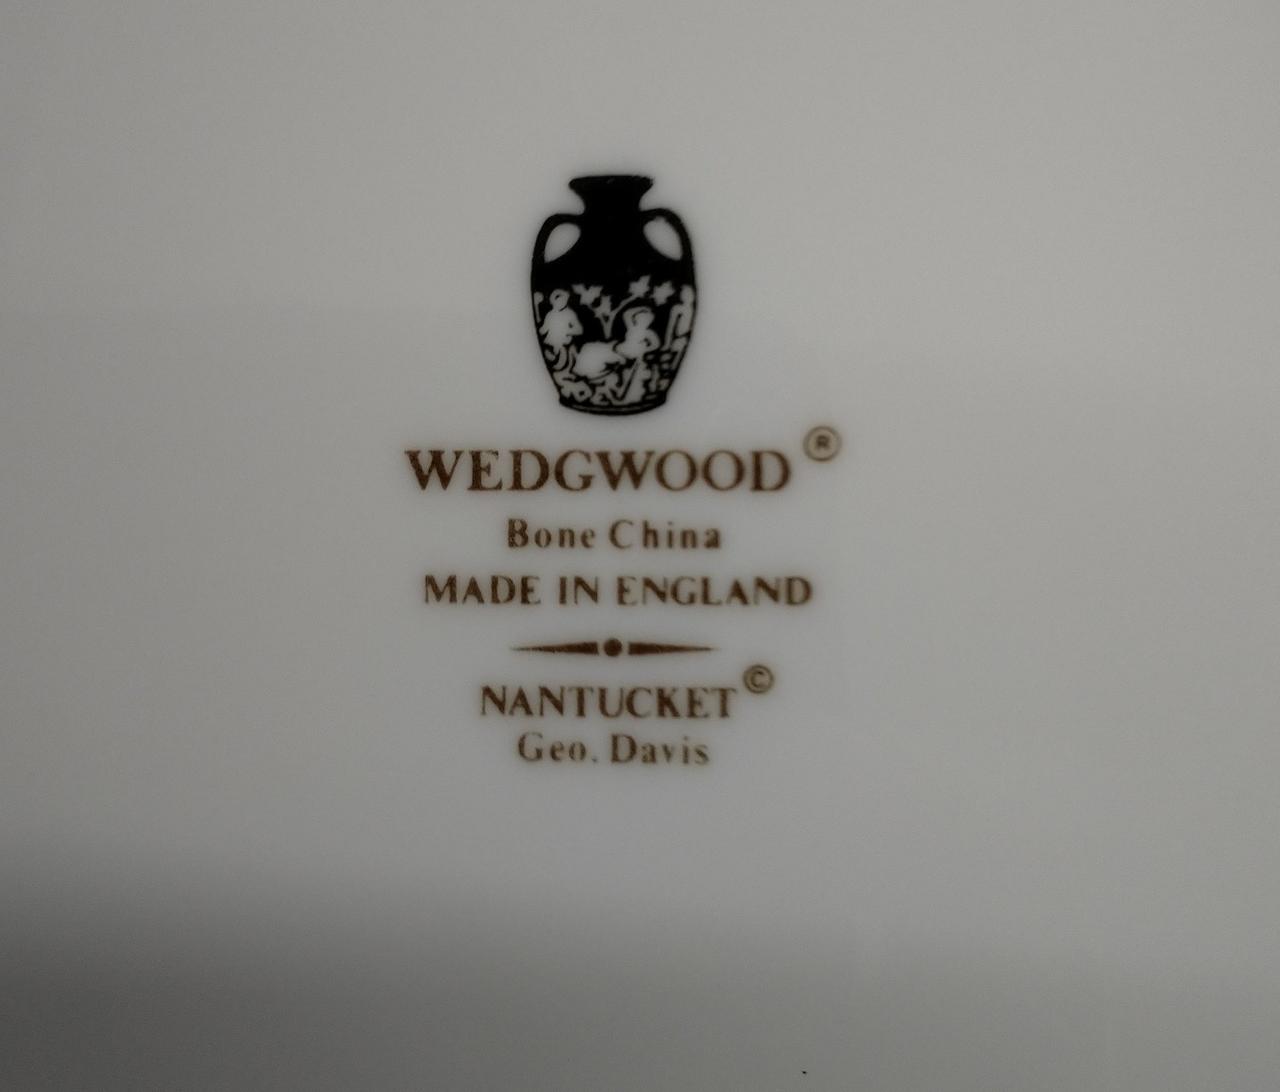 WEDGWOOD®
Bone China
MADE IN ENGLAND
NANTUCKET©
Geo. Davis